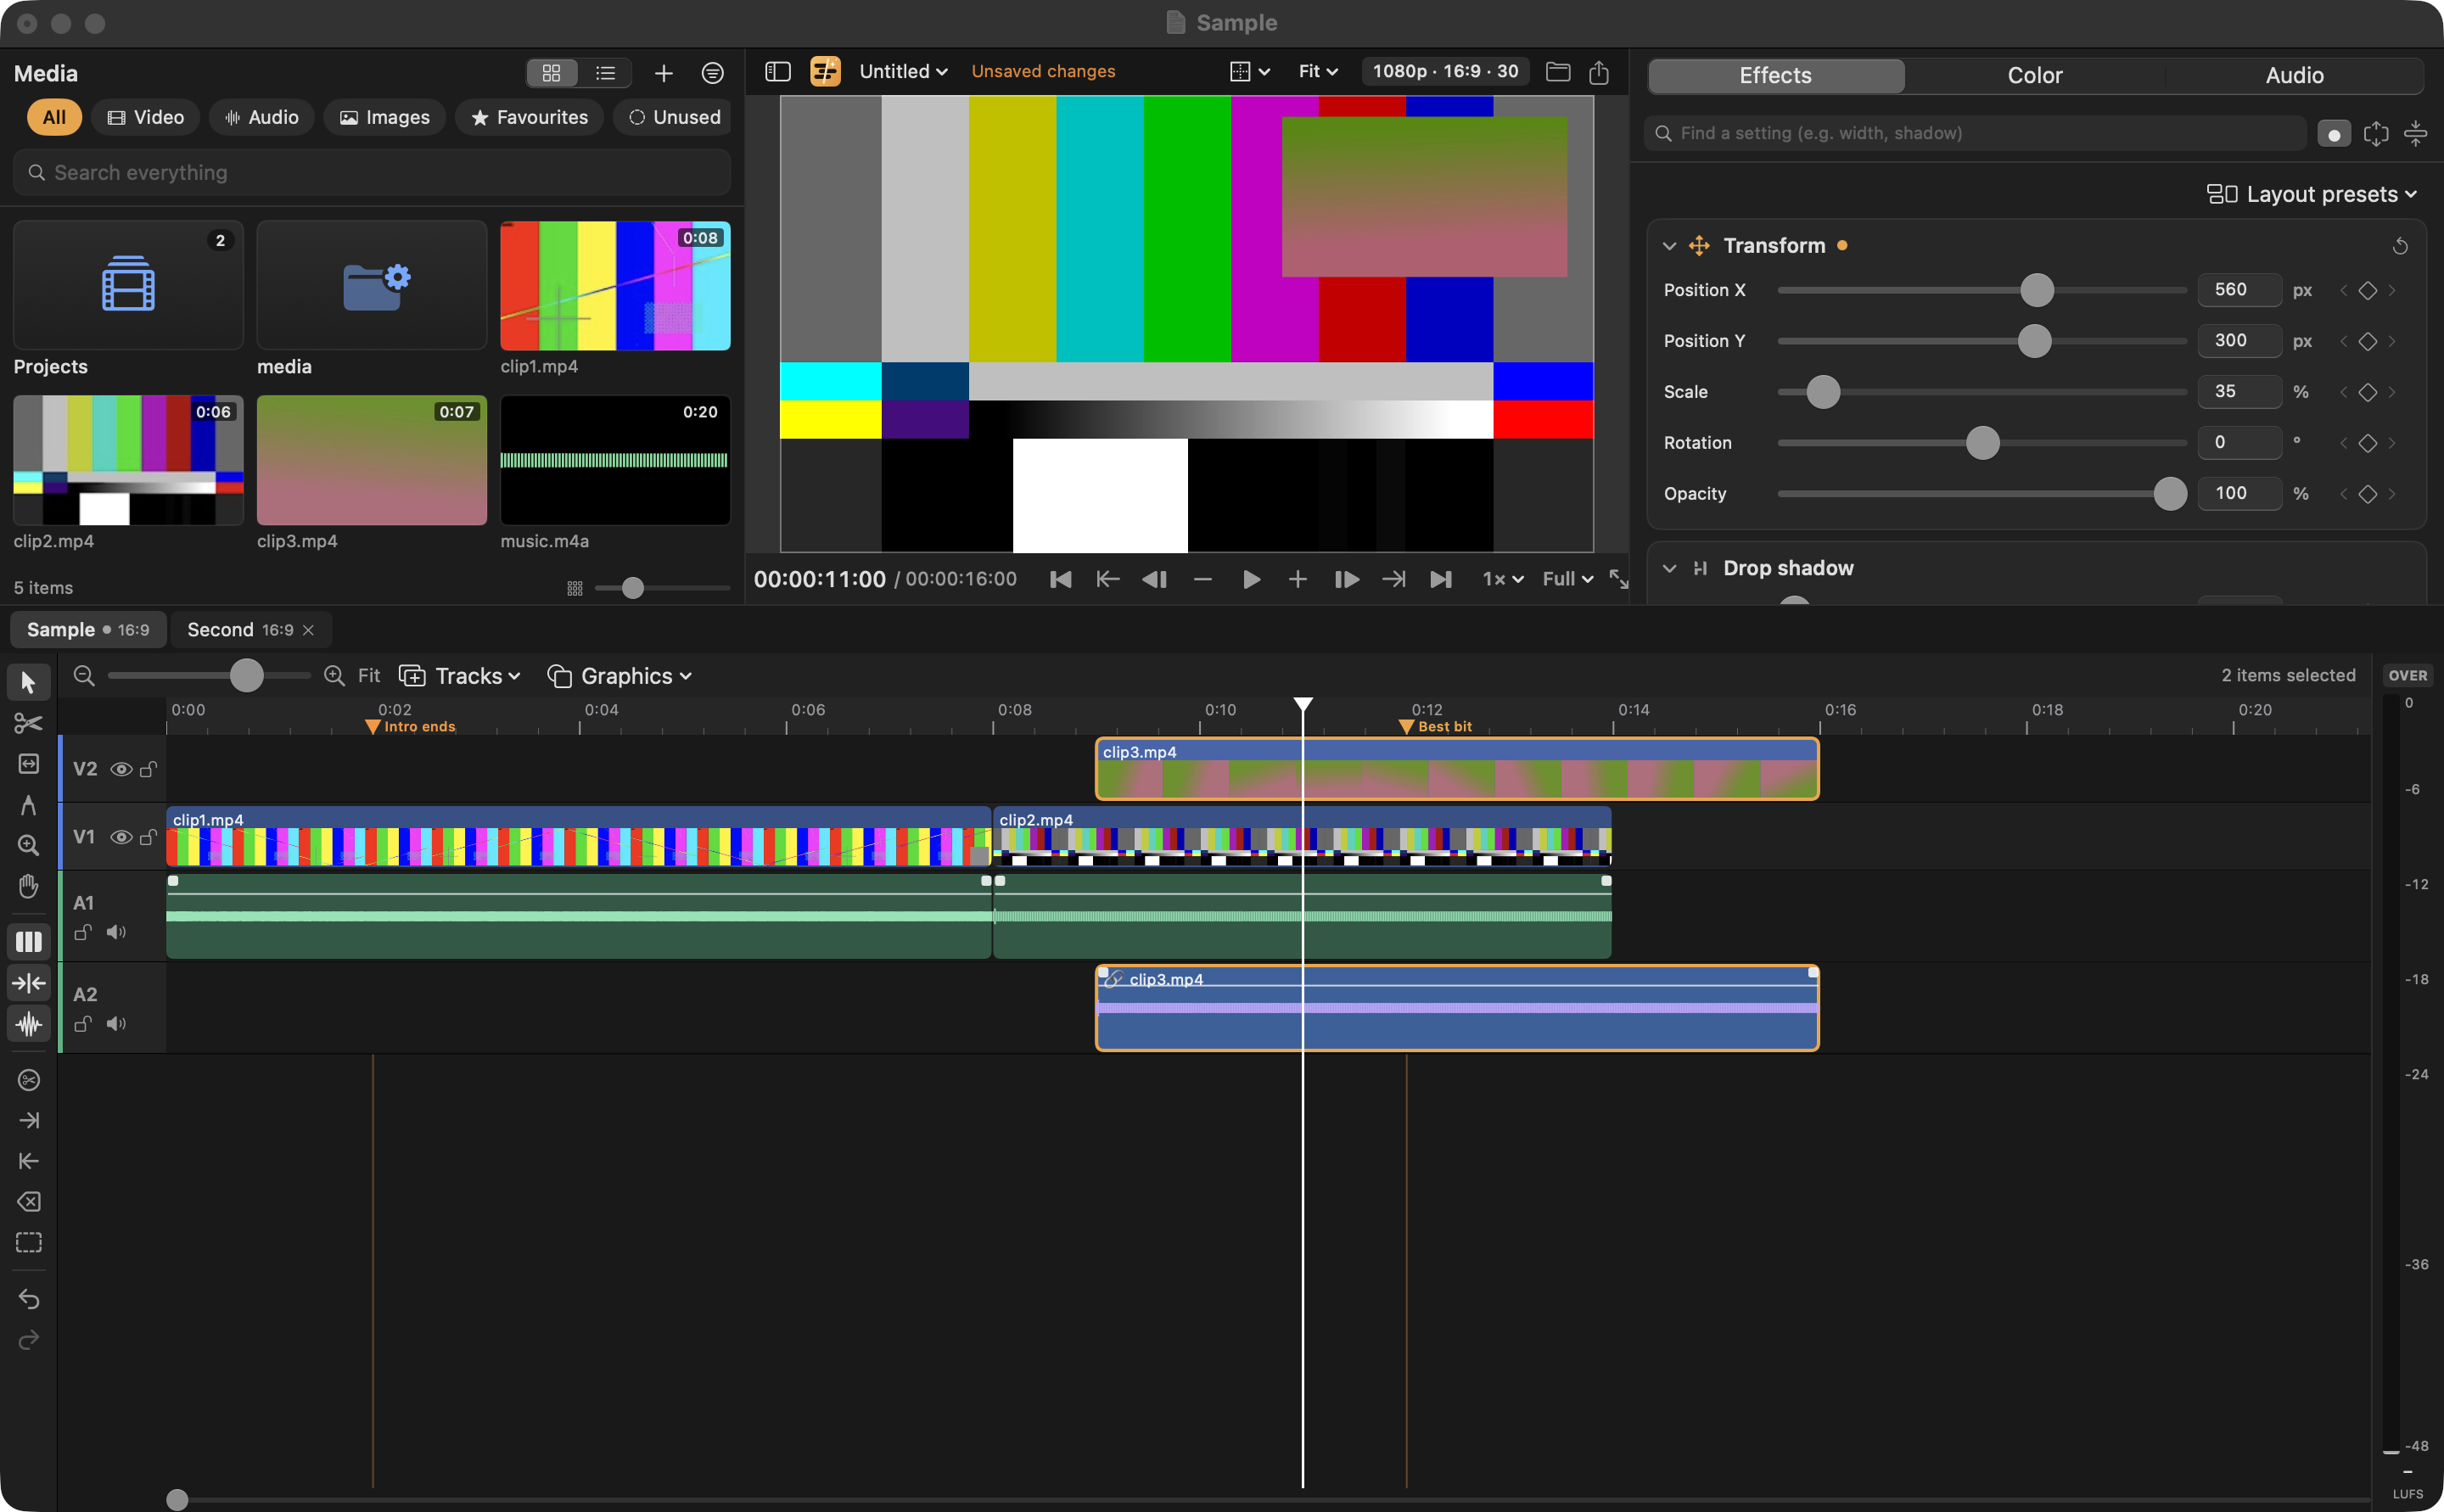 Sample
Media
Untitled
Unsaved changes
Fit
1080p · 16:9 · 30
Effects
Color
Audio
All
Video
Audio
Images
Favourites
Unused
Find a setting (e.g. width, shadow)
Search everything
Layout presets
2
0:08
Transform
Position X
560
px
Projects
media
clip1.mp4
Position Y
300
px
Scale
35
%
0:06
0:07
0:20
Rotation
0
°
Opacity
100
%
clip2.mp4
clip3.mp4
music.m4a
Drop shadow
5 items
00:00:11:00 / 00:00:16:00
1×
Full
Sample • 16:9
Second 16:9
Fit
Tracks
Graphics
2 items selected
OVER
0:00
0:02
0:04
0:06
0:08
0:10
0:12
0:14
0:16
0:18
0:20
0
Intro ends
Best bit
V2
clip3.mp4
-6
V1
clip1.mp4
clip2.mp4
A1
-12
A2
clip3.mp4
-18
-24
-36
-48
–
LUFS